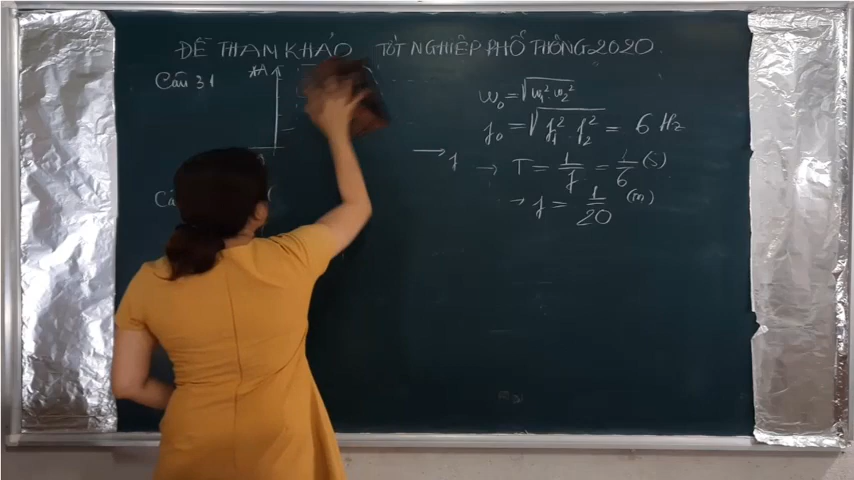 ĐỀ THAM KHẢO TỐT NGHIỆP PHỔ THÔNG 2020.
Câu 31
ω₀ = √(ω₁² . ω₂²)
f₀ = √(f₁² . f₂²) = 6 Hz
→ f → T = 1/f = 1/6 (s)
→ f = 1/20 (m)